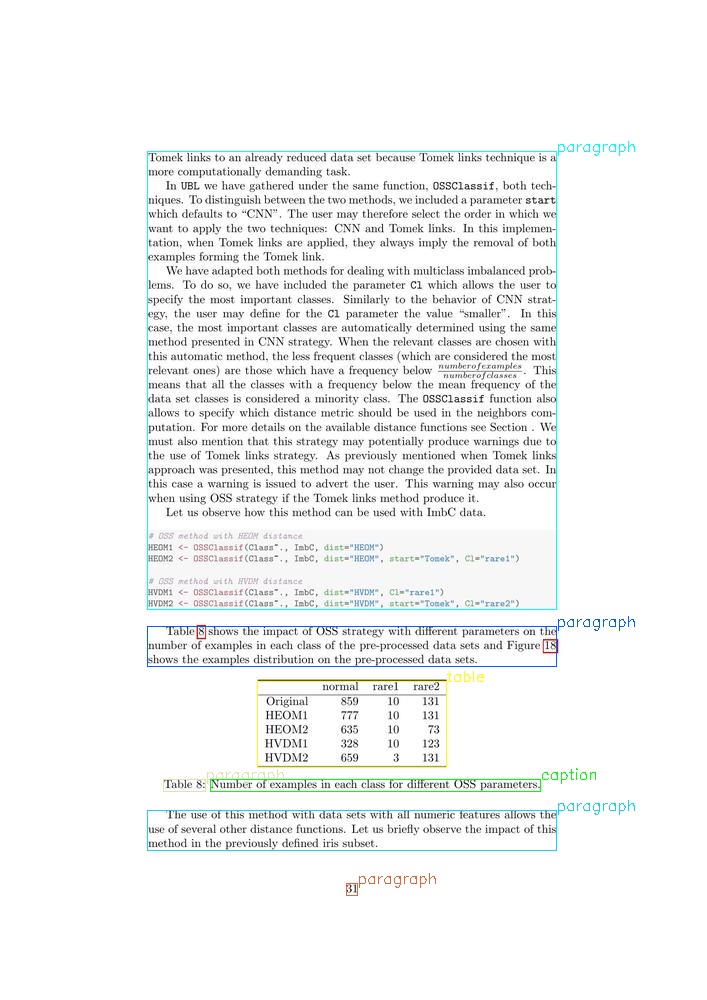 paragraph
Tomek links to an already reduced data set because Tomek links technique is a
more computationally demanding task.
In UBL we have gathered under the same function, OSSClassif, both tech-
niques. To distinguish between the two methods, we included a parameter start
which defaults to “CNN”. The user may therefore select the order in which we
want to apply the two techniques: CNN and Tomek links. In this implemen-
tation, when Tomek links are applied, they always imply the removal of both
examples forming the Tomek link.
We have adapted both methods for dealing with multiclass imbalanced prob-
lems. To do so, we have included the parameter Cl which allows the user to
specify the most important classes. Similarly to the behavior of CNN strat-
egy, the user may define for the Cl parameter the value “smaller”. In this
case, the most important classes are automatically determined using the same
method presented in CNN strategy. When the relevant classes are chosen with
this automatic method, the less frequent classes (which are considered the most
relevant ones) are those which have a frequency below numberofexamples/numberofclasses. This
means that all the classes with a frequency below the mean frequency of the
data set classes is considered a minority class. The OSSClassif function also
allows to specify which distance metric should be used in the neighbors com-
putation. For more details on the available distance functions see Section . We
must also mention that this strategy may potentially produce warnings due to
the use of Tomek links strategy. As previously mentioned when Tomek links
approach was presented, this method may not change the provided data set. In
this case a warning is issued to advert the user. This warning may also occur
when using OSS strategy if the Tomek links method produce it.
Let us observe how this method can be used with ImbC data.
# OSS method with HEOM distance
HEOM1 <- OSSClassif(Class~., ImbC, dist="HEOM")
HEOM2 <- OSSClassif(Class~., ImbC, dist="HEOM", start="Tomek", Cl="rare1")
# OSS method with HVDM distance
HVDM1 <- OSSClassif(Class~., ImbC, dist="HVDM", Cl="rare1")
HVDM2 <- OSSClassif(Class~., ImbC, dist="HVDM", start="Tomek", Cl="rare2")
paragraph
Table 8 shows the impact of OSS strategy with different parameters on the
number of examples in each class of the pre-processed data sets and Figure 18
shows the examples distribution on the pre-processed data sets.
table
normal rare1 rare2
Original 859 10 131
HEOM1 777 10 131
HEOM2 635 10 73
HVDM1 328 10 123
HVDM2 659 3 131
paragraph
caption
Table 8: Number of examples in each class for different OSS parameters.
paragraph
The use of this method with data sets with all numeric features allows the
use of several other distance functions. Let us briefly observe the impact of this
method in the previously defined iris subset.
paragraph
31